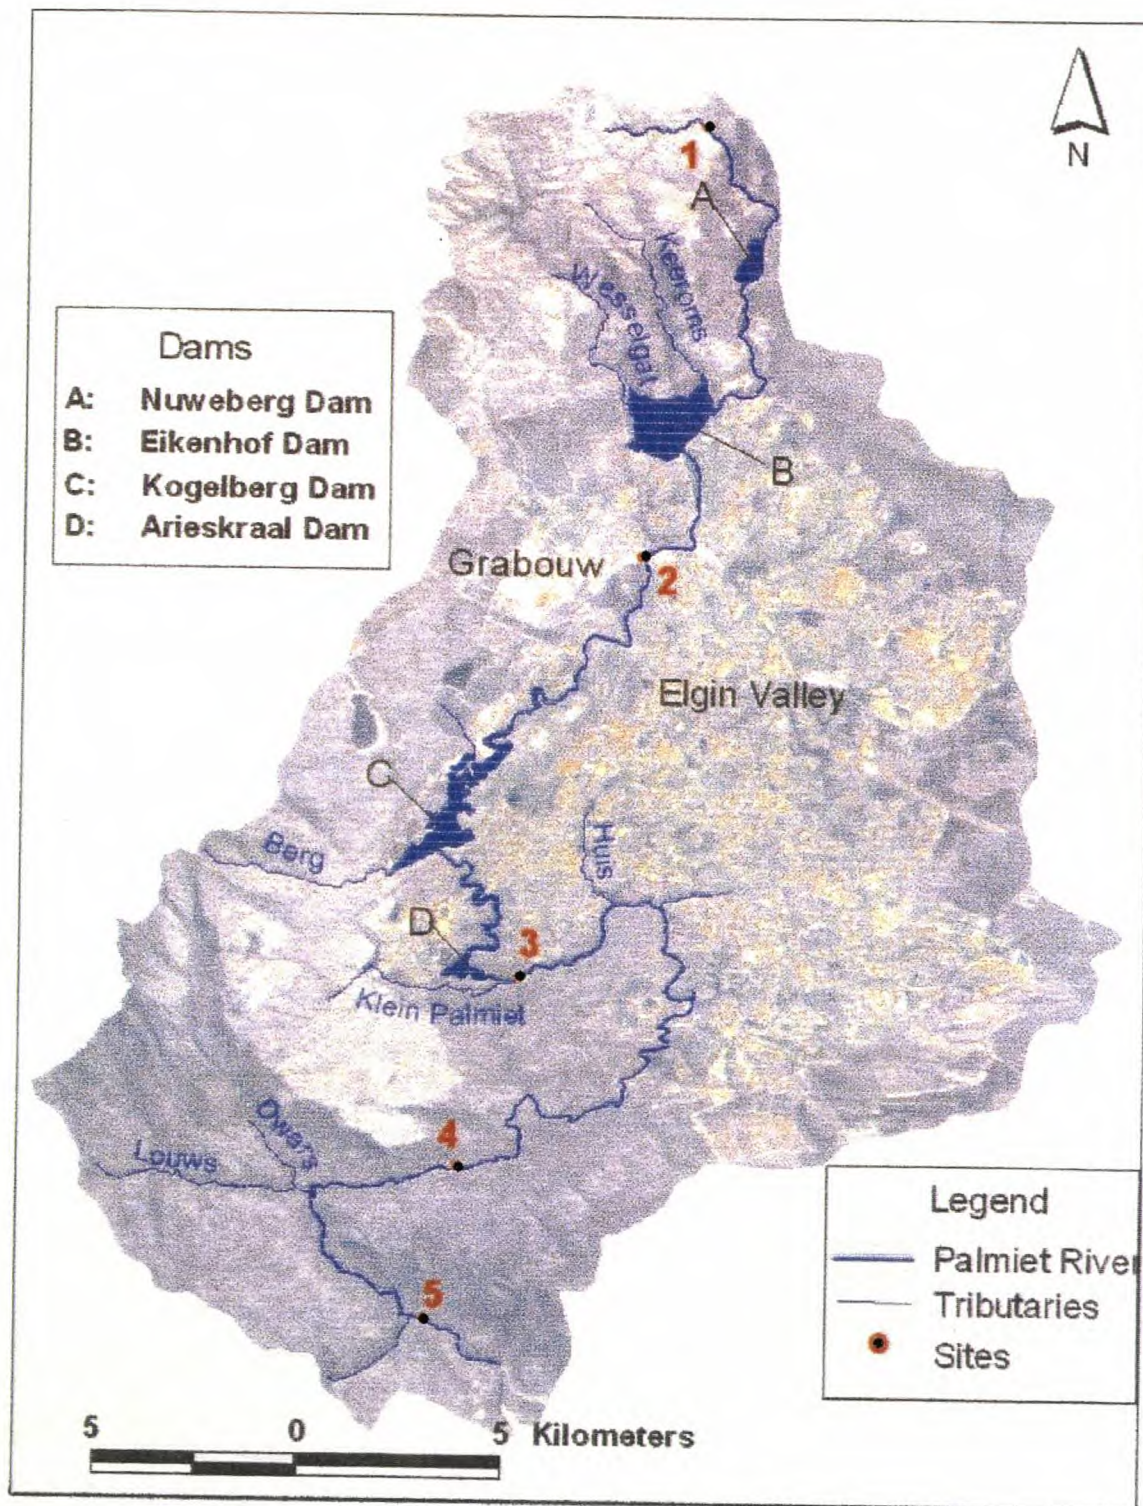 N
1
A
Keeroms
Wesselgat
Dams
A: Nuweberg Dam
B: Eikenhof Dam
C: Kogelberg Dam
D: Arieskraal Dam
B
Grabouw
2
Elgin Valley
C
Huis
Berg
D
3
Klein Palmiet
Dwars
4
Louws
Legend
Palmiet River
Tributaries
Sites
5
5 0 5 Kilometers